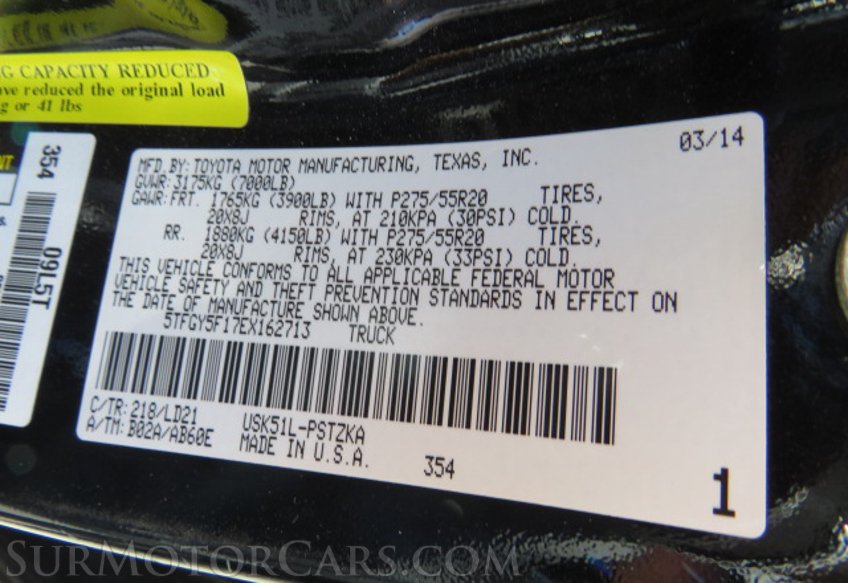 G CAPACITY REDUCED
ave reduced the original load
g or 41 lbs
354 09L5T
03/14
MFD.BY: TOYOTA MOTOR MANUFACTURING, TEXAS, INC.
GVWR: 3175KG (7000LB)
GAWR: FRT. 1765KG (3900LB) WITH P275/55R20 TIRES,
20X8J RIMS, AT 210KPA (30PSI) COLD.
RR. 1880KG (4150LB) WITH P275/55R20 TIRES,
20X8J RIMS, AT 230KPA (33PSI) COLD.
THIS VEHICLE CONFORMS TO ALL APPLICABLE FEDERAL MOTOR
VEHICLE SAFETY AND THEFT PREVENTION STANDARDS IN EFFECT ON
THE DATE OF MANUFACTURE SHOWN ABOVE.
5TFGY5F17EX162713 TRUCK
C/TR: 218/LD21 USK51L-PSTZKA
A/TM: B02A/AB60E MADE IN U.S.A. 354
1
SurMotorCars.com